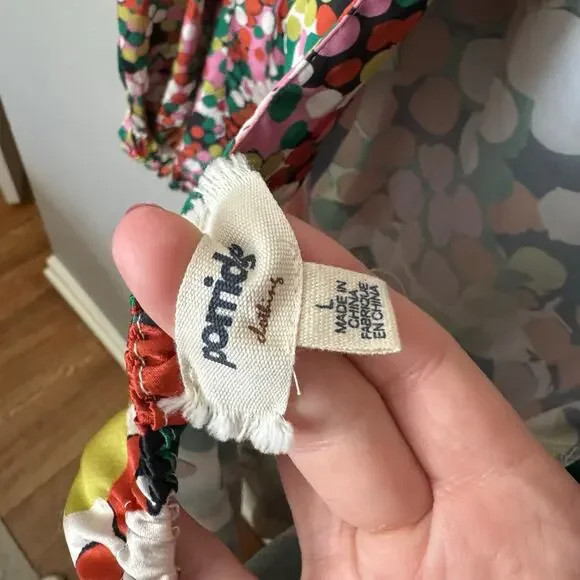 porridge
clothing
L
MADE IN
CHINA
FABRIQUE
EN CHINA